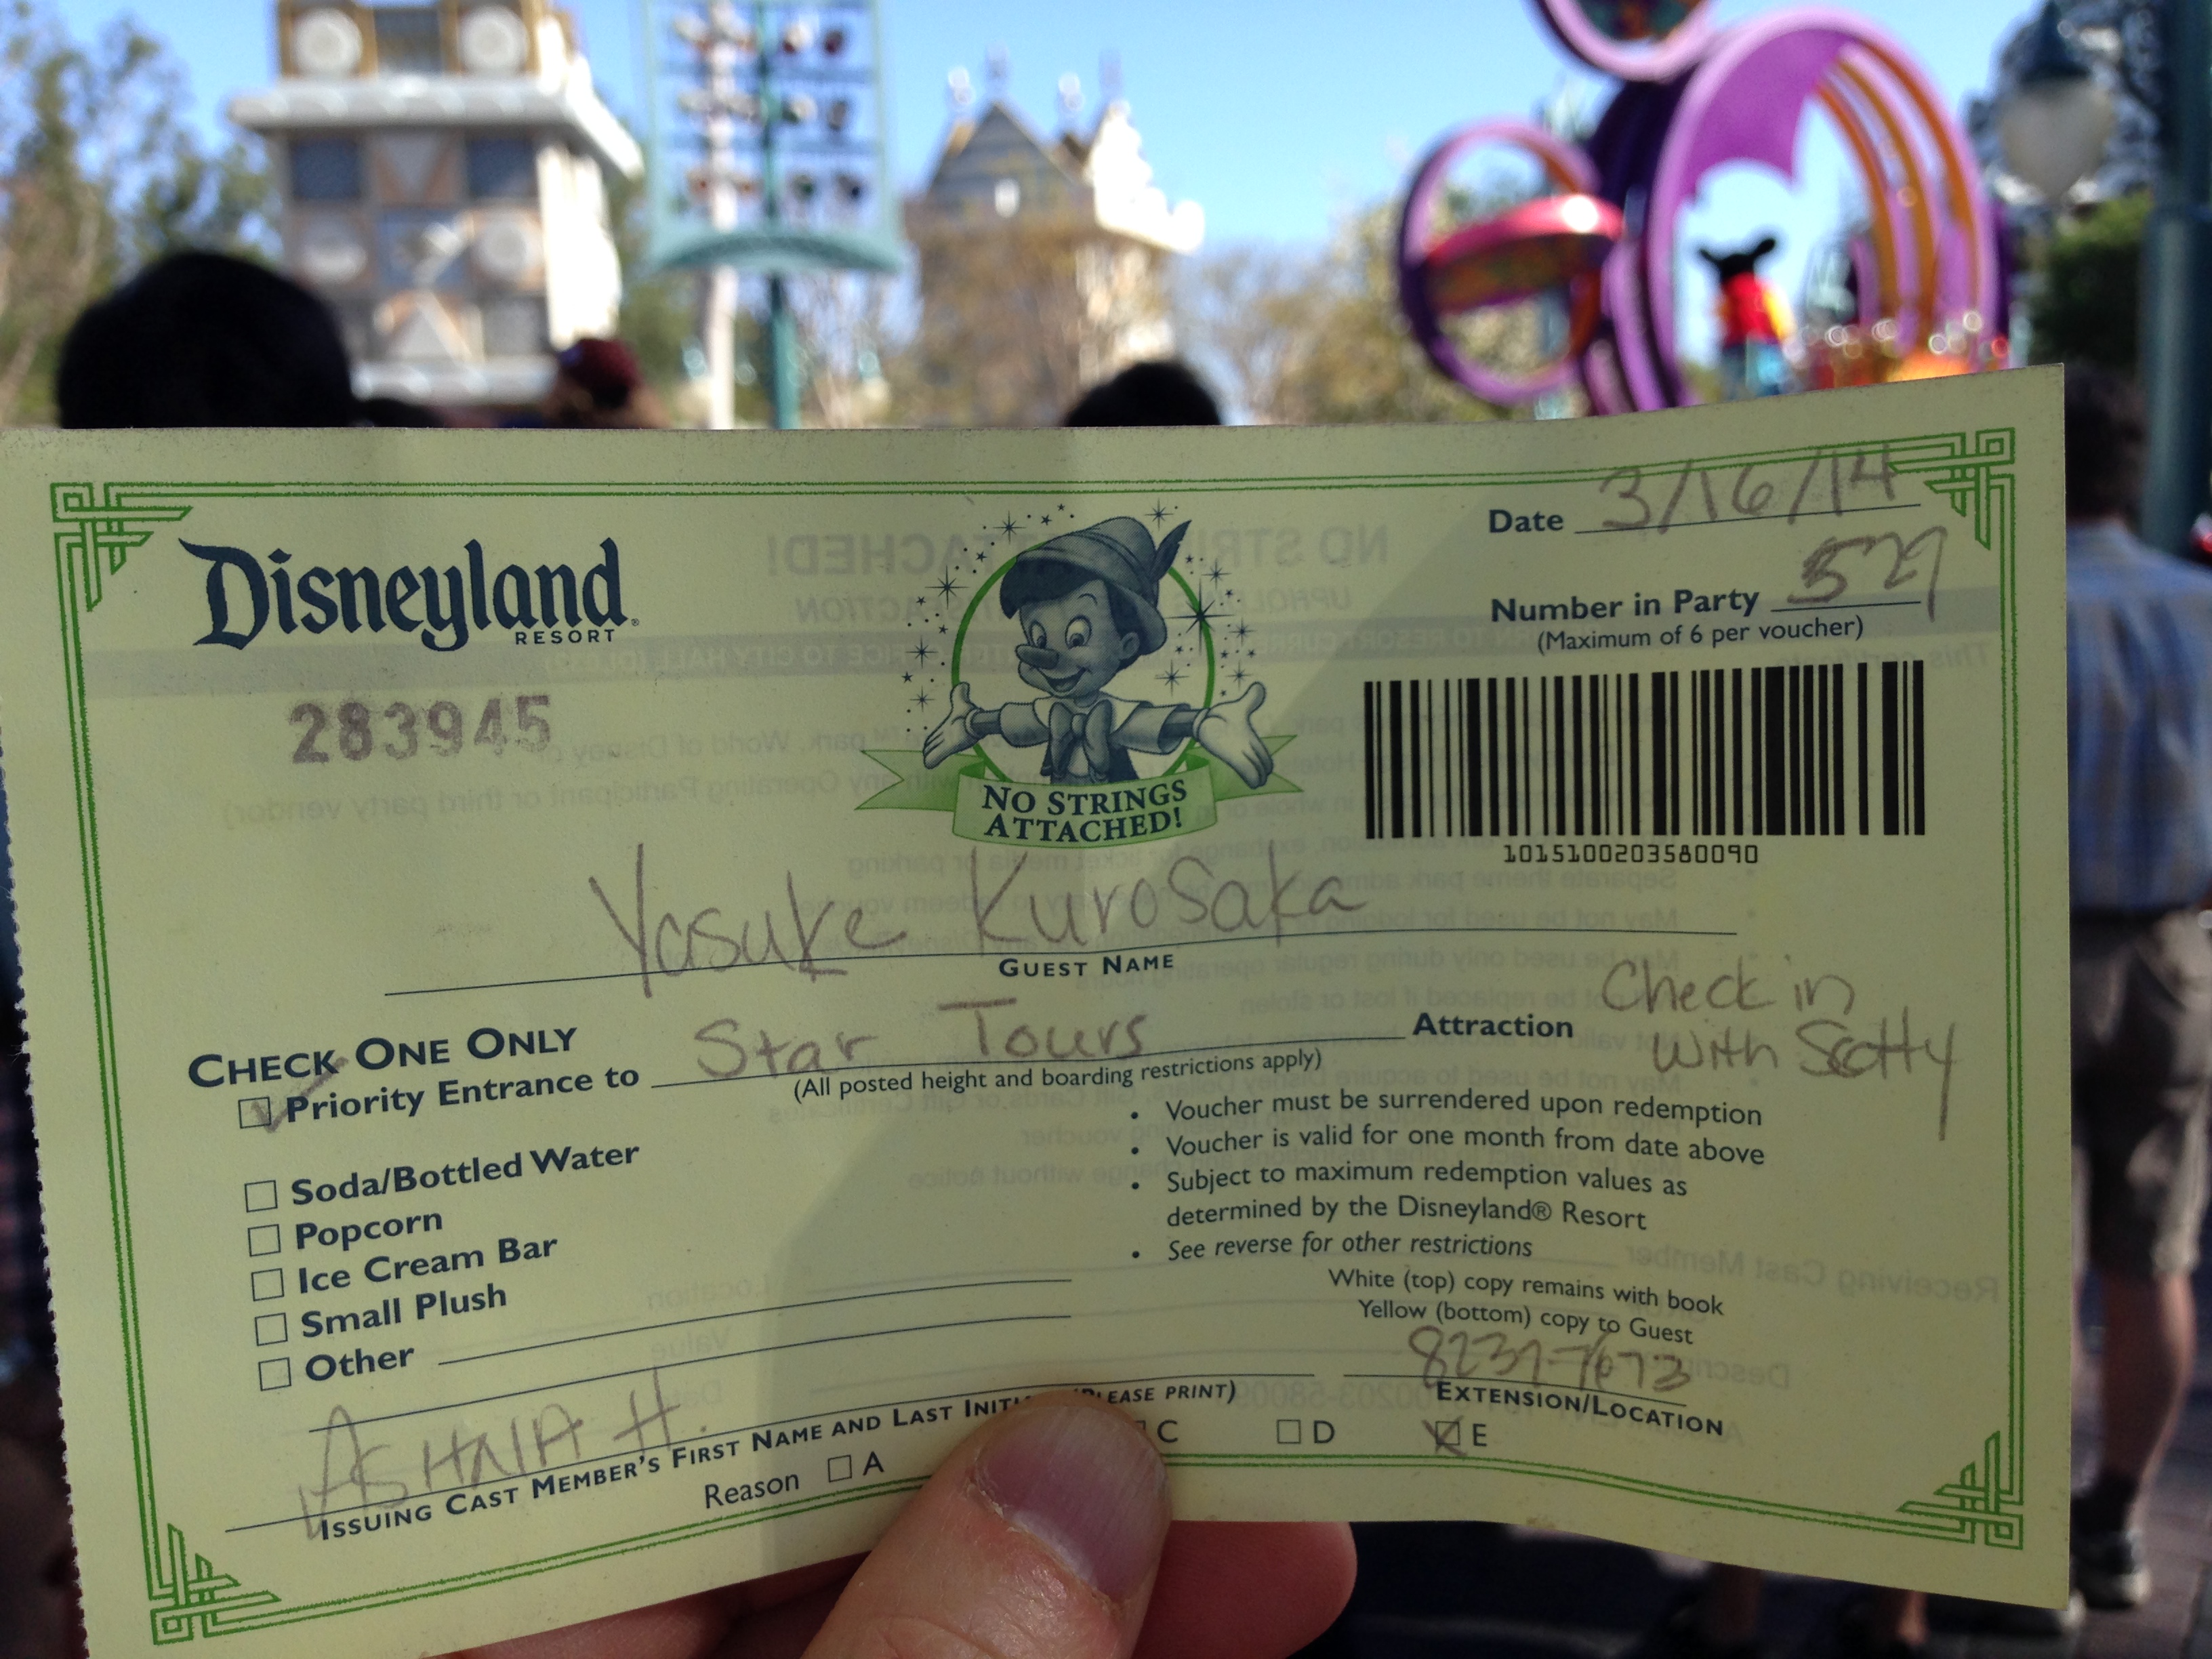 Disneyland®
RESORT
283945
NO STRINGS
ATTACHED!
Date 3/16/14
Number in Party
(Maximum of 6 per voucher)
1015100203580090
Yosuke Kurosaka
GUEST NAME
CHECK ONE ONLY
Priority Entrance to Star Tours Attraction
(All posted height and boarding restrictions apply)
Check in
With Scotty
Soda/Bottled Water
Popcorn
Ice Cream Bar
Small Plush
Other
• Voucher must be surrendered upon redemption
• Voucher is valid for one month from date above
• Subject to maximum redemption values as
determined by the Disneyland® Resort
• See reverse for other restrictions
White (top) copy remains with book
Yellow (bottom) copy to Guest
ISSUING CAST MEMBER'S FIRST NAME AND LAST (PLEASE PRINT)
EXTENSION/LOCATION
Reason A C D E